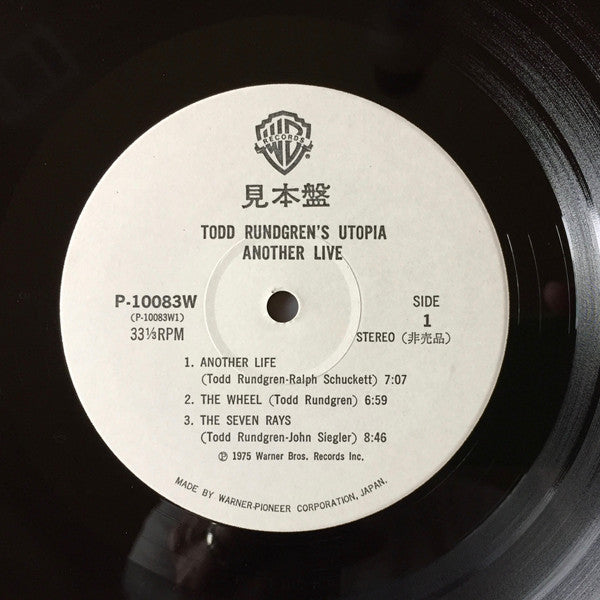 WB
RECORDS
®
見本盤
TODD RUNDGREN'S UTOPIA
ANOTHER LIVE
P-10083W
(P-10083W1)
33⅓RPM
SIDE
1
STEREO (非売品)
1. ANOTHER LIFE
(Todd Rundgren-Ralph Schuckett) 7:07
2. THE WHEEL (Todd Rundgren) 6:59
3. THE SEVEN RAYS
(Todd Rundgren-John Siegler) 8:46
℗ 1975 Warner Bros. Records Inc.
MADE BY WARNER-PIONEER CORPORATION, JAPAN.